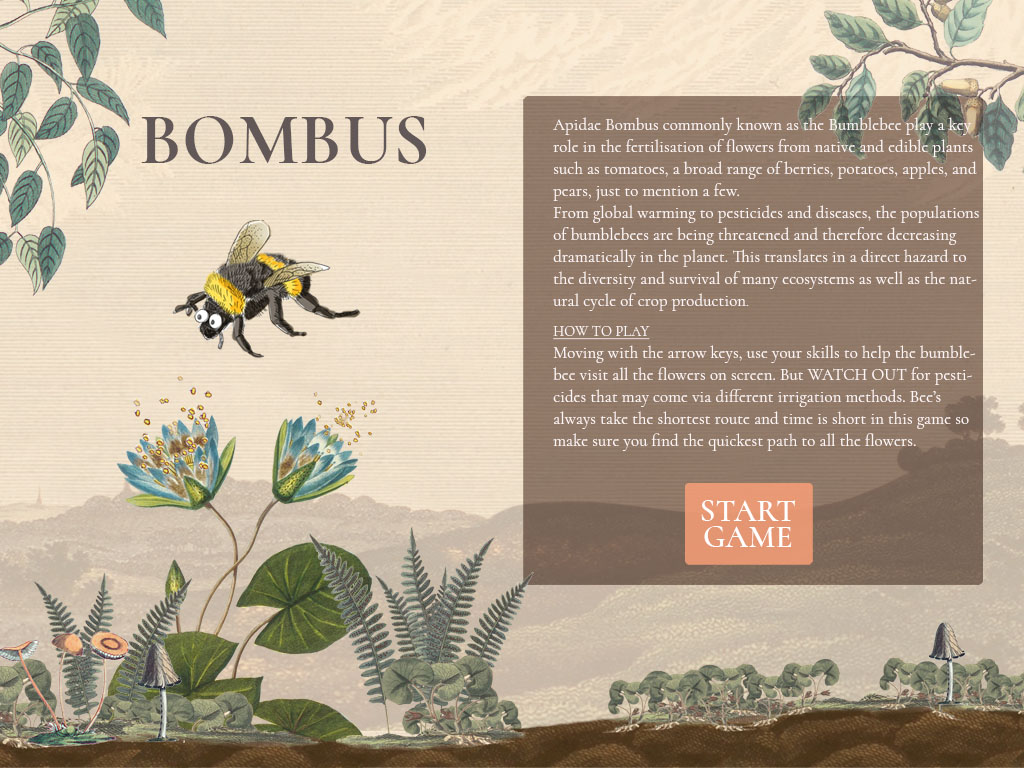 BOMBUS
Apidae Bombus commonly known as the Bumblebee play a key
role in the fertilisation of flowers from native and edible plants
such as tomatoes, a broad range of berries, potatoes, apples, and
pears, just to mention a few.
From global warming to pesticides and diseases, the populations
of bumblebees are being threatened and therefore decreasing
dramatically in the planet. This translates in a direct hazard to
the diversity and survival of many ecosystems as well as the nat-
ural cycle of crop production.
HOW TO PLAY
Moving with the arrow keys, use your skills to help the bumble-
bee visit all the flowers on screen. But WATCH OUT for pesti-
cides that may come via different irrigation methods. Bee's
always take the shortest route and time is short in this game so
make sure you find the quickest path to all the flowers.
START
GAME